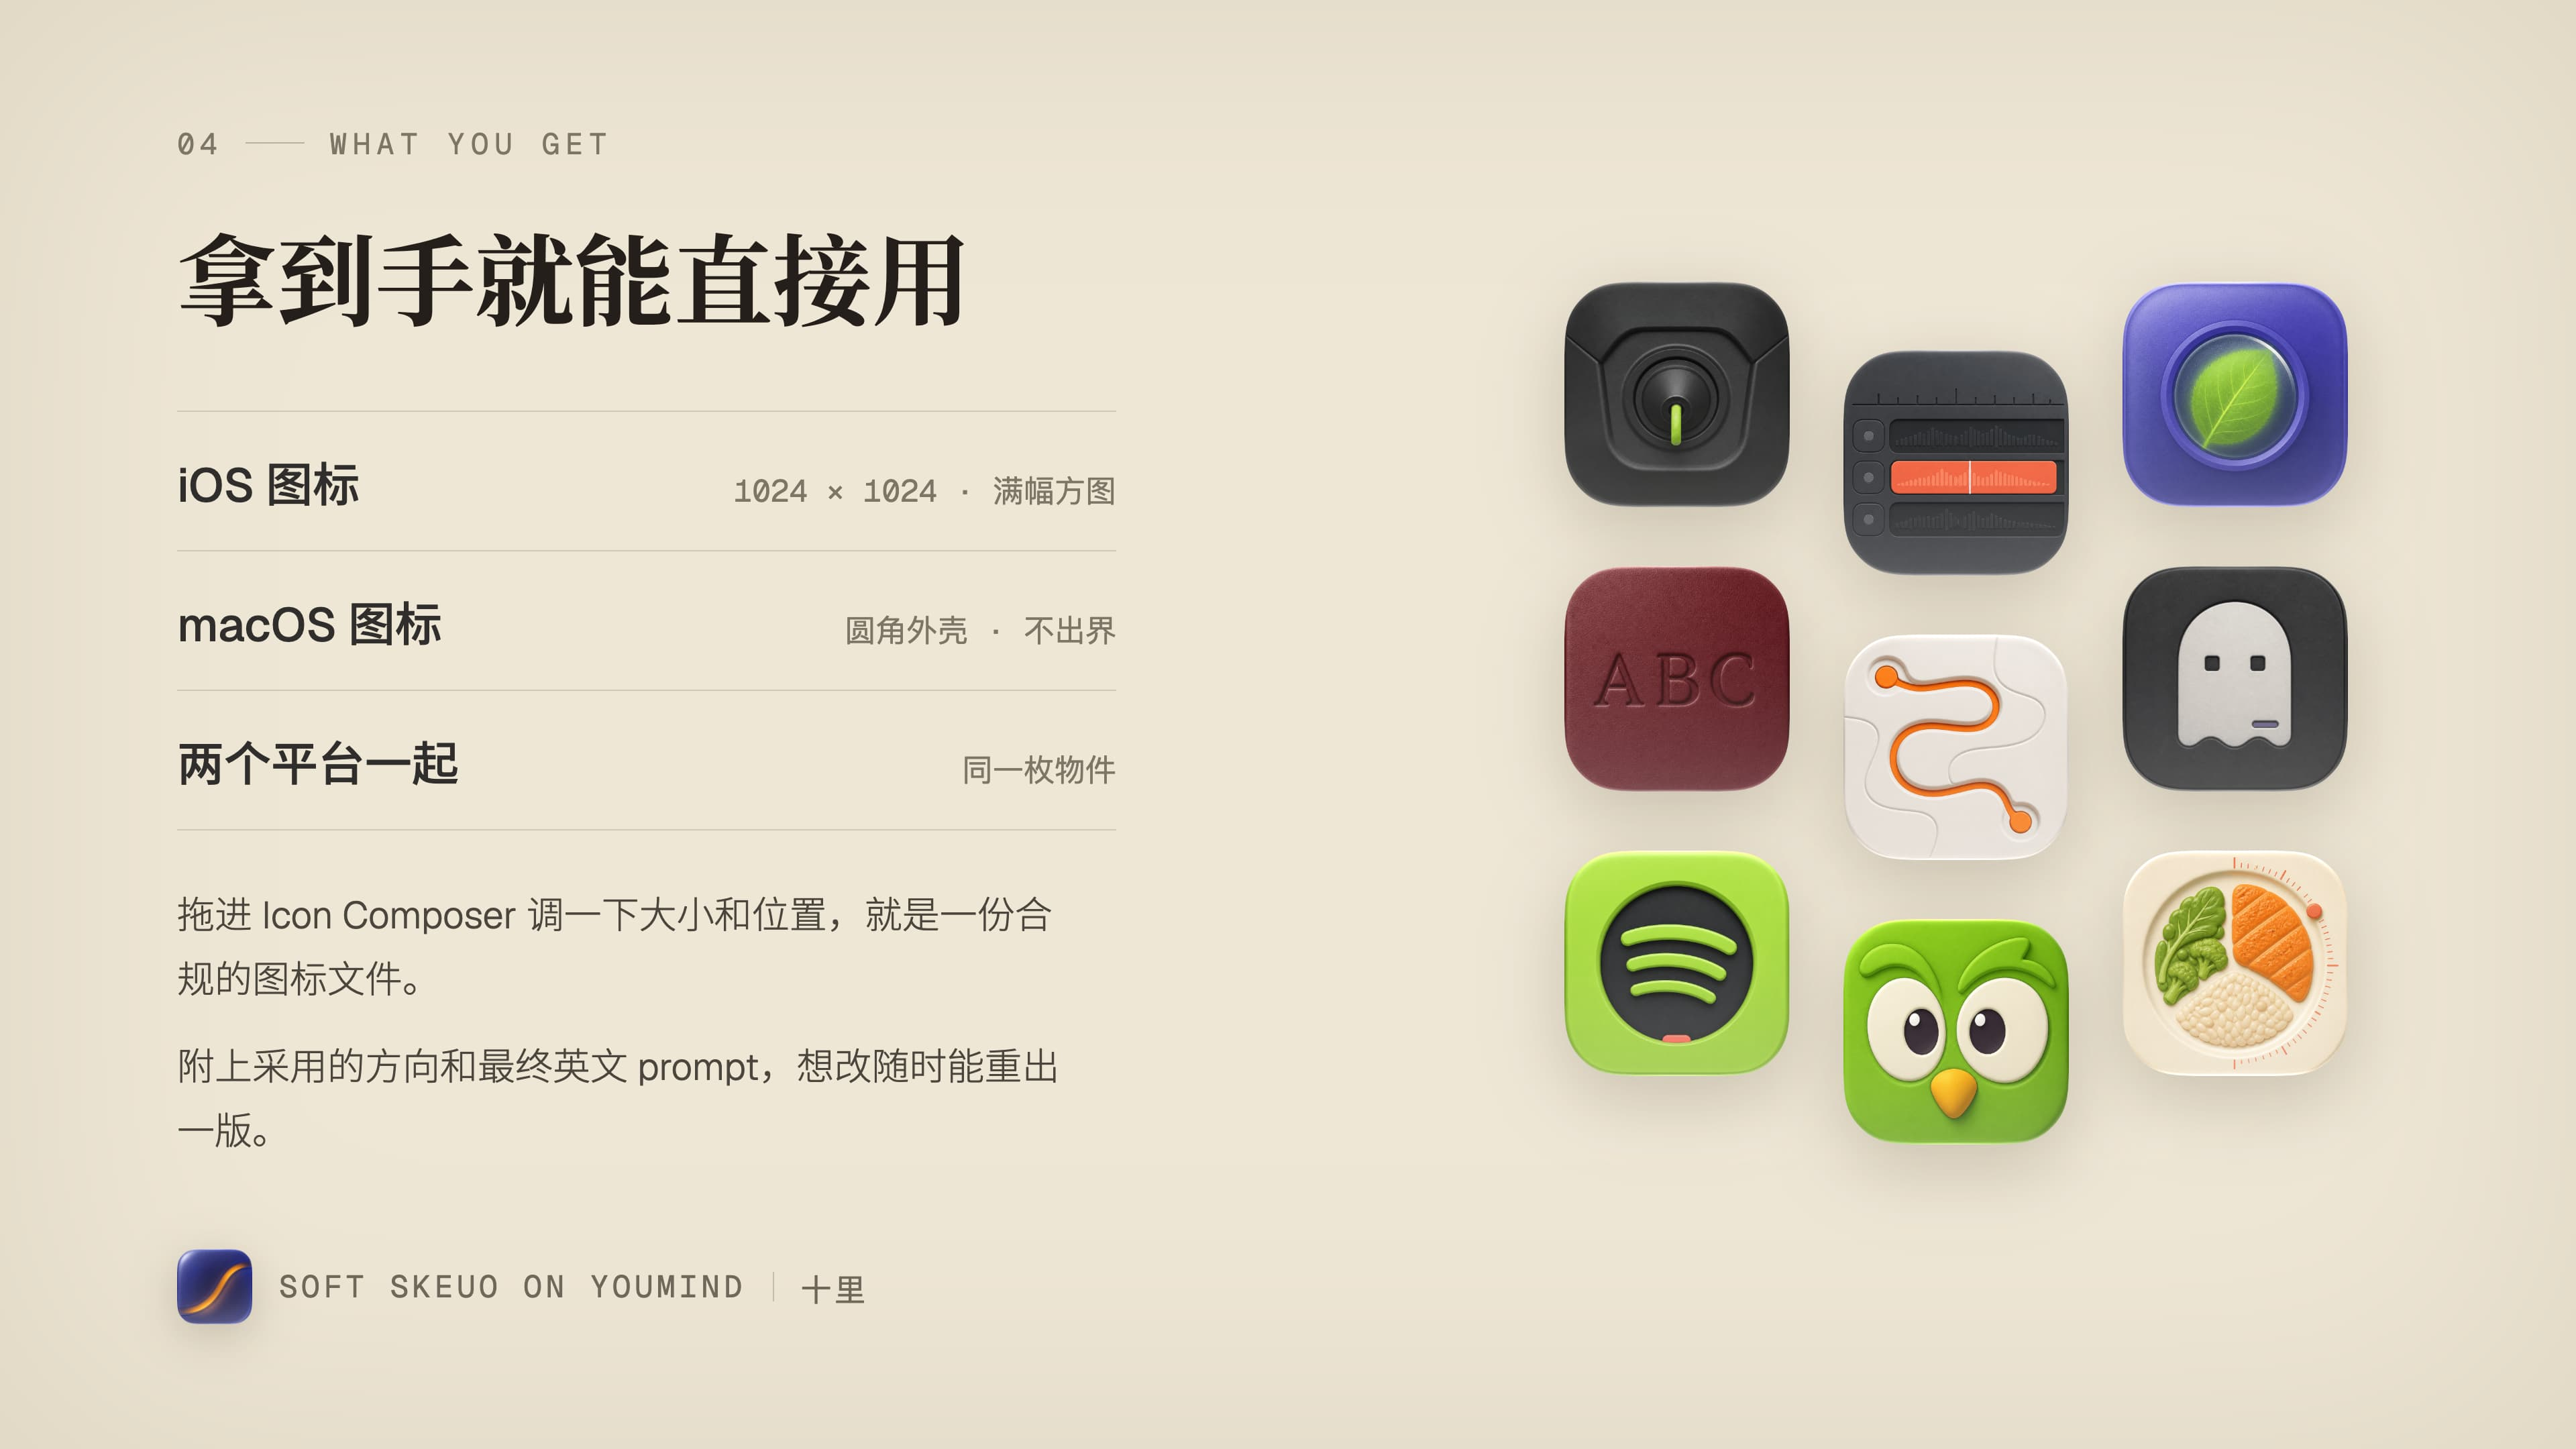 04 — WHAT YOU GET
拿到手就能直接用
iOS 图标
1024 × 1024 · 满幅方图
macOS 图标
圆角外壳 · 不出界
两个平台一起
同一枚物件
拖进 Icon Composer 调一下大小和位置，就是一份合
规的图标文件。
附上采用的方向和最终英文 prompt，想改随时能重出
一版。
SOFT SKEUO ON YOUMIND | 十里
ABC